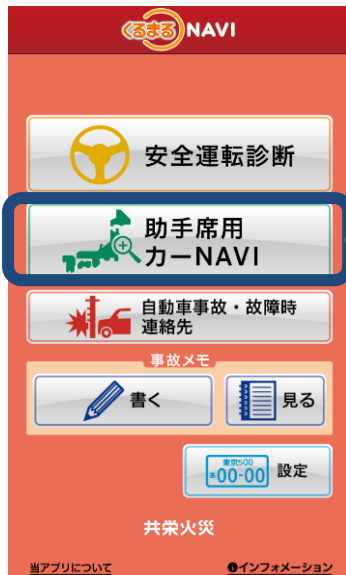 くるまるNAVI
安全運転診断
助手席用
カーNAVI
自動車事故・故障時
連絡先
事故メモ
書く
見る
東京500
あ00-00
設定
共栄火災
当アプリについて
インフォメーション